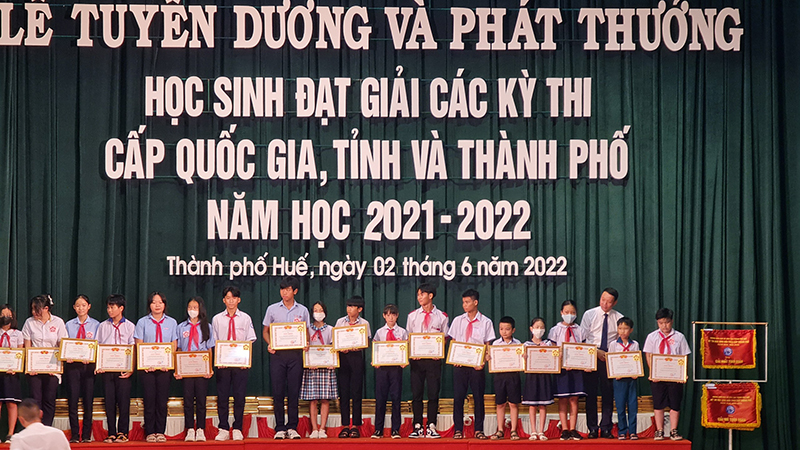 LỄ TUYÊN DƯƠNG VÀ PHÁT THƯỞNG
HỌC SINH ĐẠT GIẢI CÁC KỲ THI
CẤP QUỐC GIA, TỈNH VÀ THÀNH PHỐ
NĂM HỌC 2021-2022
Thành phố Huế, ngày 02 tháng 6 năm 2022